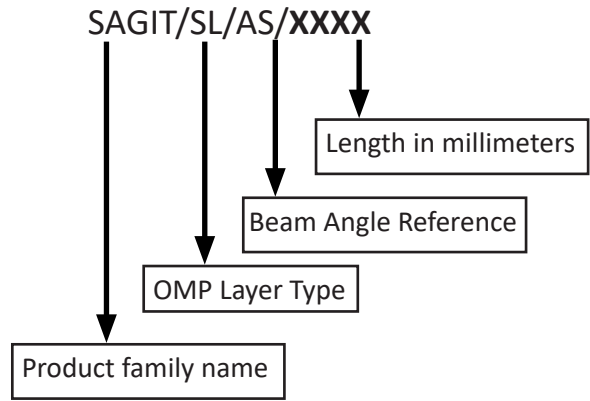 SAGIT/SL/AS/XXXX
Length in millimeters
Beam Angle Reference
OMP Layer Type
Product family name